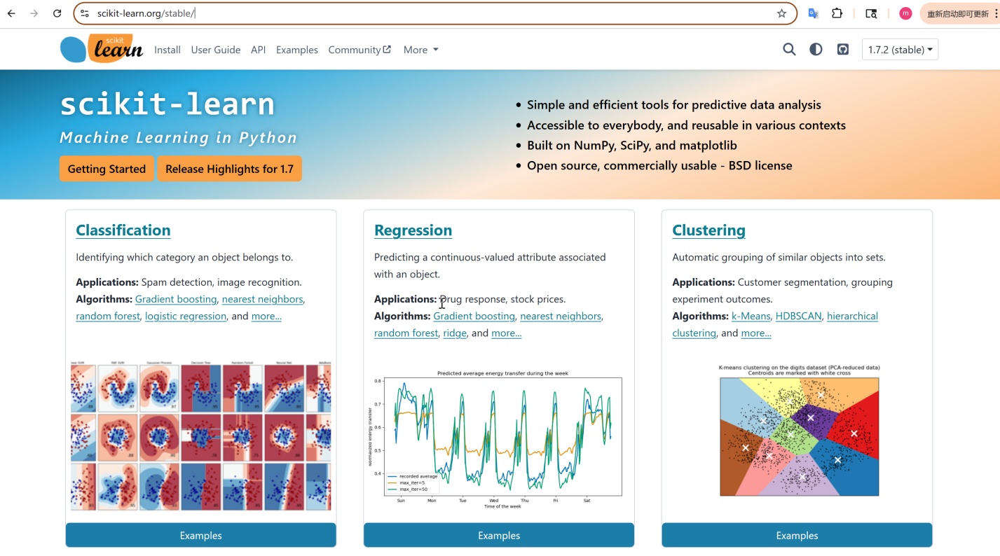 scikit-learn.org/stable/
m
重新启动即可更新
scikit
learn
Install
User Guide
API
Examples
Community
More
1.7.2 (stable)
scikit-learn
Machine Learning in Python
Getting Started
Release Highlights for 1.7
Simple and efficient tools for predictive data analysis
Accessible to everybody, and reusable in various contexts
Built on NumPy, SciPy, and matplotlib
Open source, commercially usable - BSD license
Classification
Identifying which category an object belongs to.
Applications: Spam detection, image recognition.
Algorithms: Gradient boosting, nearest neighbors,
random forest, logistic regression, and more...
RBF SVM
Gaussian Process
Decision Tree
Random Forest
Neural Net
Examples
Regression
Predicting a continuous-valued attribute associated
with an object.
Applications: Drug response, stock prices.
Algorithms: Gradient boosting, nearest neighbors,
random forest, ridge, and more...
Predicted average energy transfer during the week
normalized energy transfer
0.8
0.7
0.6
0.5
0.4
recorded average
max_iter=5
max_iter=50
Sun
Mon
Tue
Wed
Thu
Fri
Sat
Time of the week
Examples
Clustering
Automatic grouping of similar objects into sets.
Applications: Customer segmentation, grouping
experiment outcomes.
Algorithms: k-Means, HDBSCAN, hierarchical
clustering, and more...
K-means clustering on the digits dataset (PCA-reduced data)
Centroids are marked with white cross
Examples